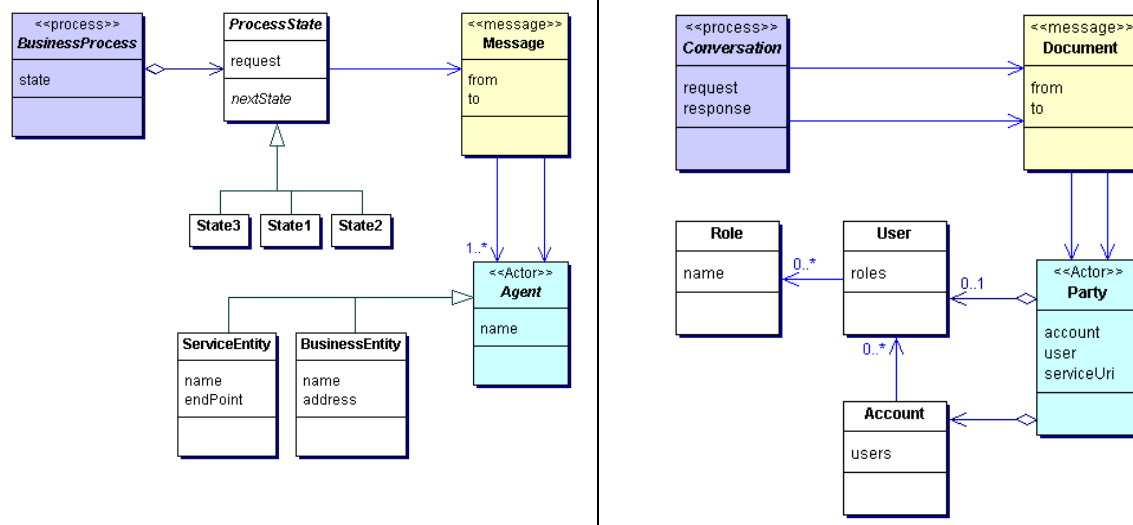 <<process>>
BusinessProcess
state
ProcessState
request
nextState
<<message>>
Message
from
to
State3
State1
State2
1..*
<<Actor>>
Agent
name
ServiceEntity
name
endPoint
BusinessEntity
name
address
<<process>>
Conversation
request
response
<<message>>
Document
from
to
Role
name
0..*
User
roles
0..1
<<Actor>>
Party
account
user
serviceUri
0..*
Account
users